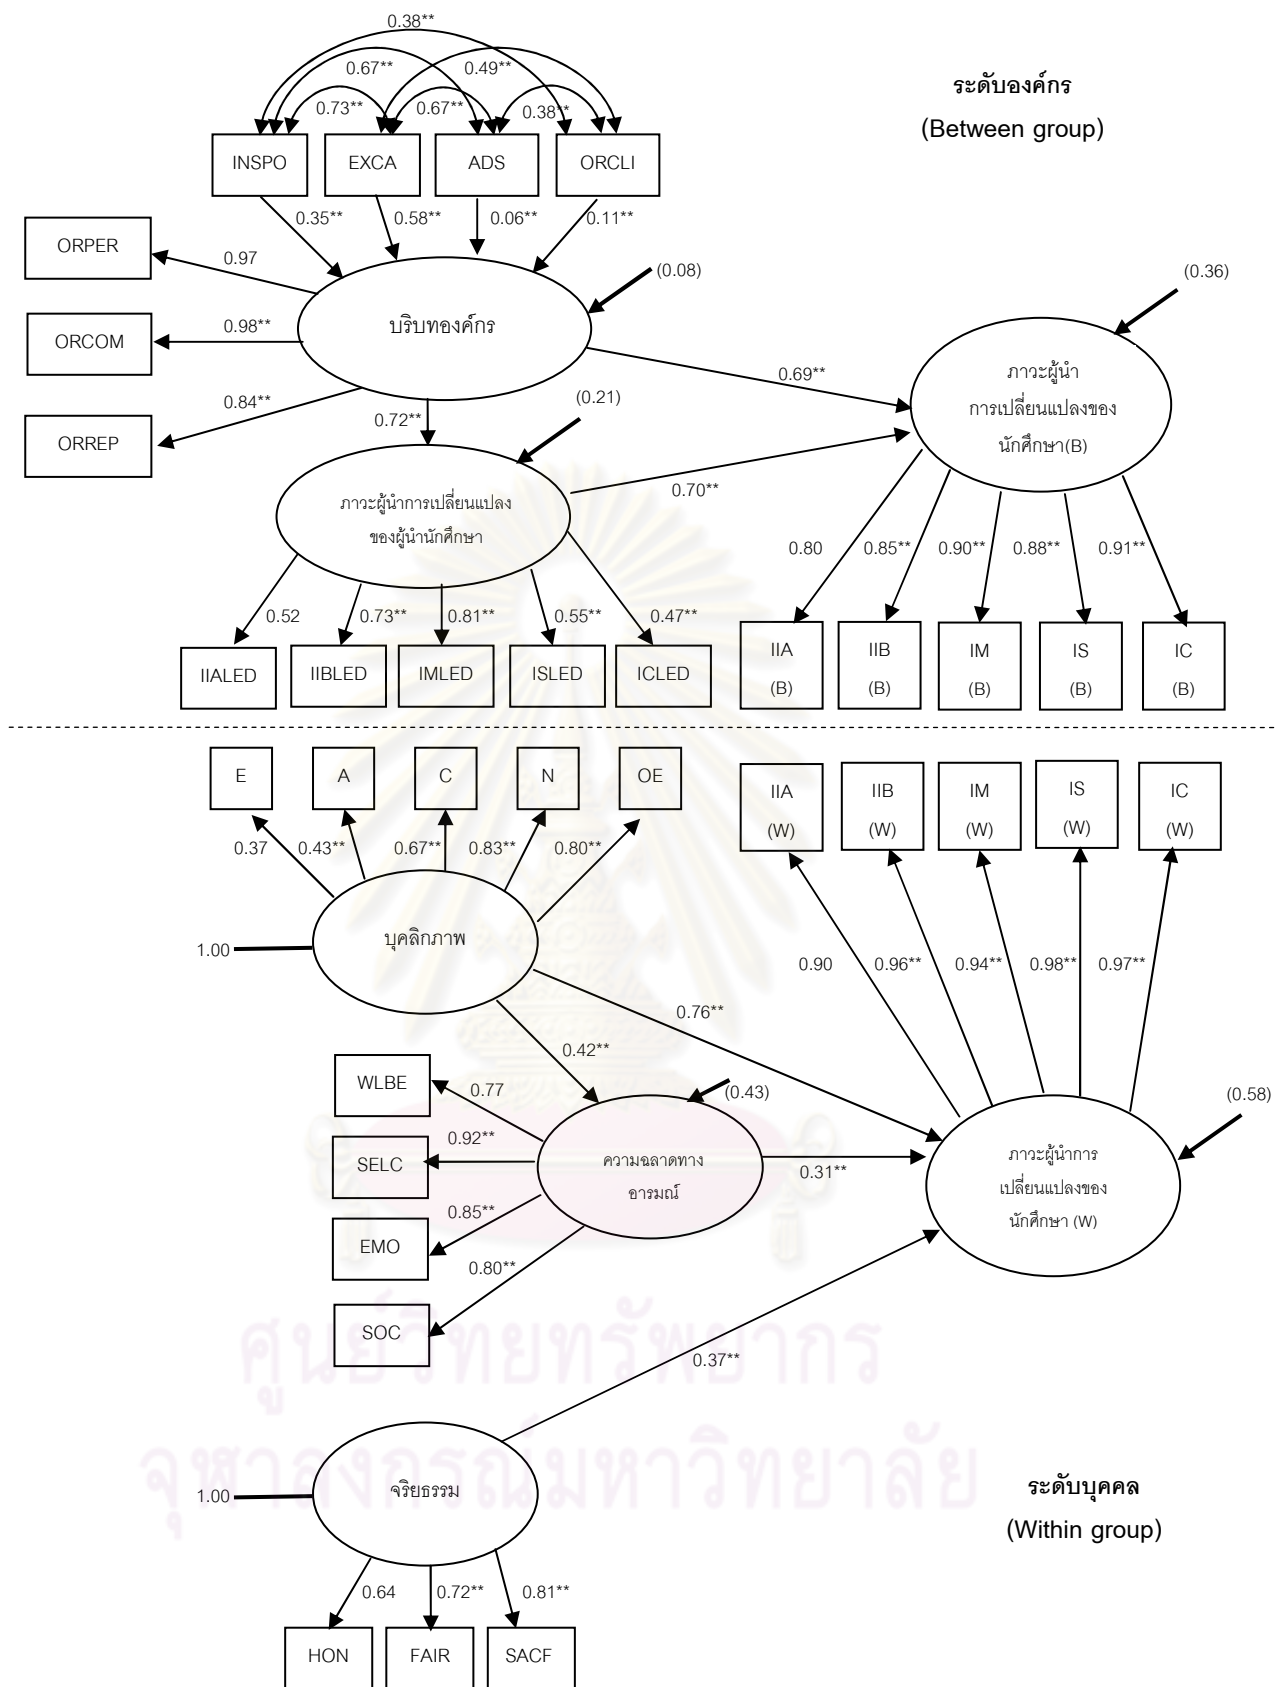 0.38**
0.67**
0.49**
0.73**
0.67**
0.38**
ระดับองค์กร
(Between group)
INSPO
EXCA
ADS
ORCLI
0.35**
0.58**
0.06**
0.11**
ORPER
0.97
(0.08)
(0.36)
ORCOM
0.98**
บริบทองค์กร
ภาวะผู้นำ
การเปลี่ยนแปลงของ
นักศึกษา(B)
0.69**
ORREP
0.84**
0.72**
(0.21)
0.70**
ภาวะผู้นำการเปลี่ยนแปลง
ของผู้นำนักศึกษา
0.80
0.85**
0.90**
0.88**
0.91**
0.52
0.73**
0.81**
0.55**
0.47**
IIALED
IIBLED
IMLED
ISLED
ICLED
IIA
(B)
IIB
(B)
IM
(B)
IS
(B)
IC
(B)
E
A
C
N
OE
IIA
(W)
IIB
(W)
IM
(W)
IS
(W)
IC
(W)
0.37
0.43**
0.67**
0.83**
0.80**
1.00
บุคลิกภาพ
0.90
0.96**
0.94**
0.98**
0.97**
0.76**
0.42**
WLBE
0.77
(0.43)
(0.58)
SELC
0.92**
ความฉลาดทาง
อารมณ์
0.31**
ภาวะผู้นำการ
เปลี่ยนแปลงของ
นักศึกษา (W)
EMO
0.85**
SOC
0.80**
0.37**
ศูนย์วิทยทรัพยากร
จุฬาลงกรณ์มหาวิทยาลัย
1.00
จริยธรรม
ระดับบุคคล
(Within group)
0.64
0.72**
0.81**
HON
FAIR
SACF